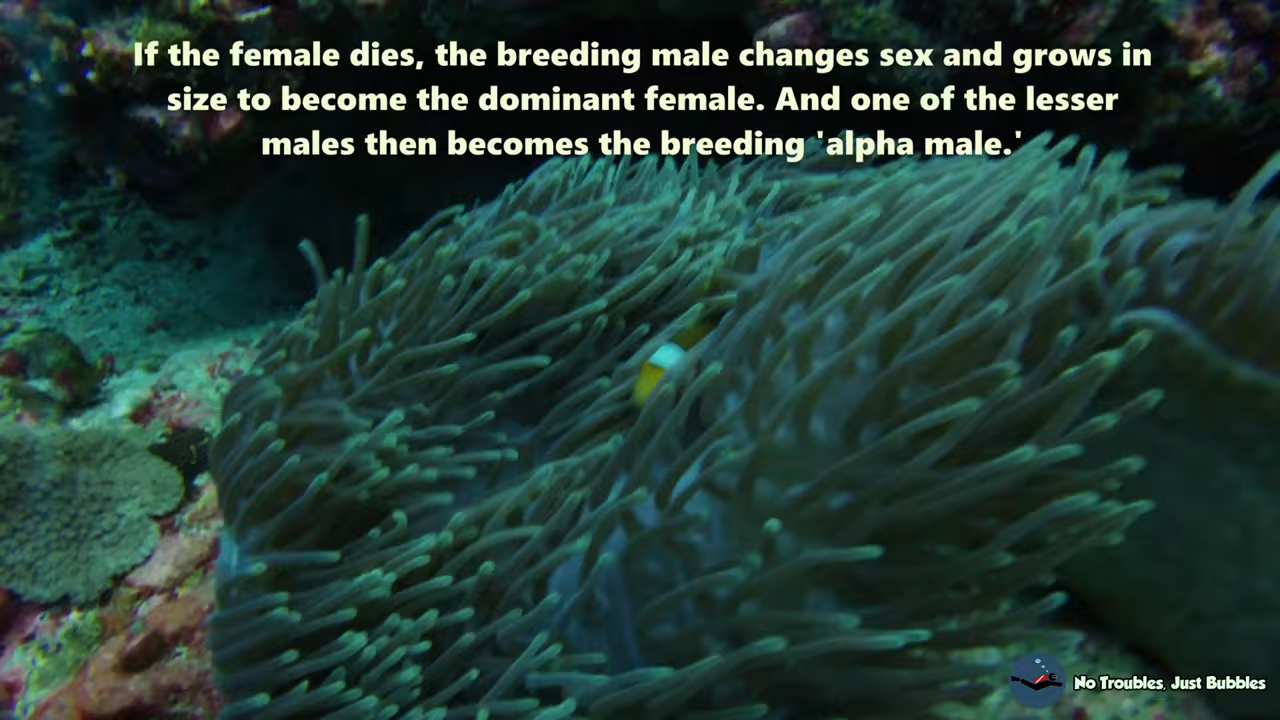 If the female dies, the breeding male changes sex and grows in
size to become the dominant female. And one of the lesser
males then becomes the breeding 'alpha male.'
No Troubles, Just Bubbles